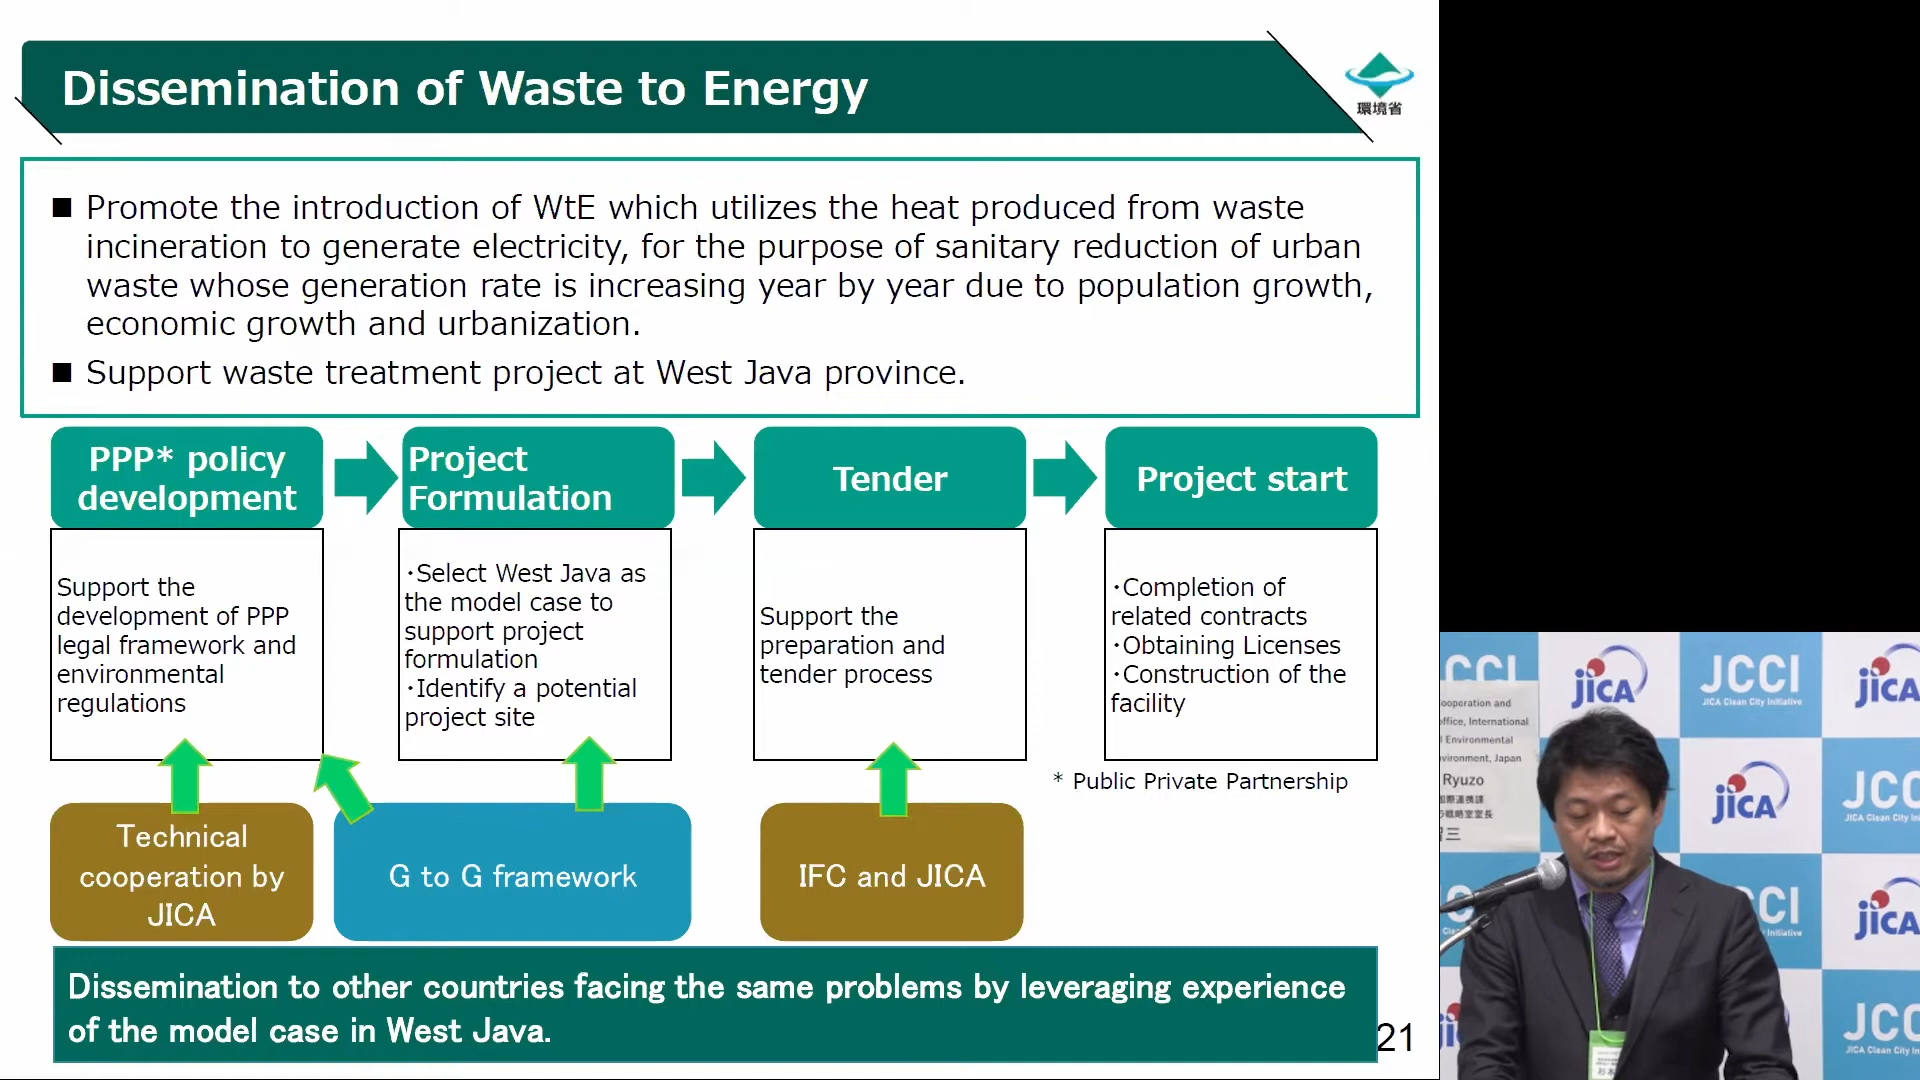 Dissemination of Waste to Energy
環境省
■ Promote the introduction of WtE which utilizes the heat produced from waste
incineration to generate electricity, for the purpose of sanitary reduction of urban
waste whose generation rate is increasing year by year due to population growth,
economic growth and urbanization.
■ Support waste treatment project at West Java province.
PPP* policy
development
Project
Formulation
Tender
Project start
Support the
development of PPP
legal framework and
environmental
regulations
・Select West Java as
the model case to
support project
formulation
・Identify a potential
project site
Support the
preparation and
tender process
・Completion of
related contracts
・Obtaining Licenses
・Construction of the
facility
* Public Private Partnership
Technical
cooperation by
JICA
G to G framework
IFC and JICA
Dissemination to other countries facing the same problems by leveraging experience
of the model case in West Java.
21
JICA
JCCI
JICA Clean City Initiative
JICA
ooperation and
office, International
Environmental
vironment, Japan
Ryuzo
国際連携課
戦略室室長
三
JICA
JICA Clean City
JICA
JICA Clean City